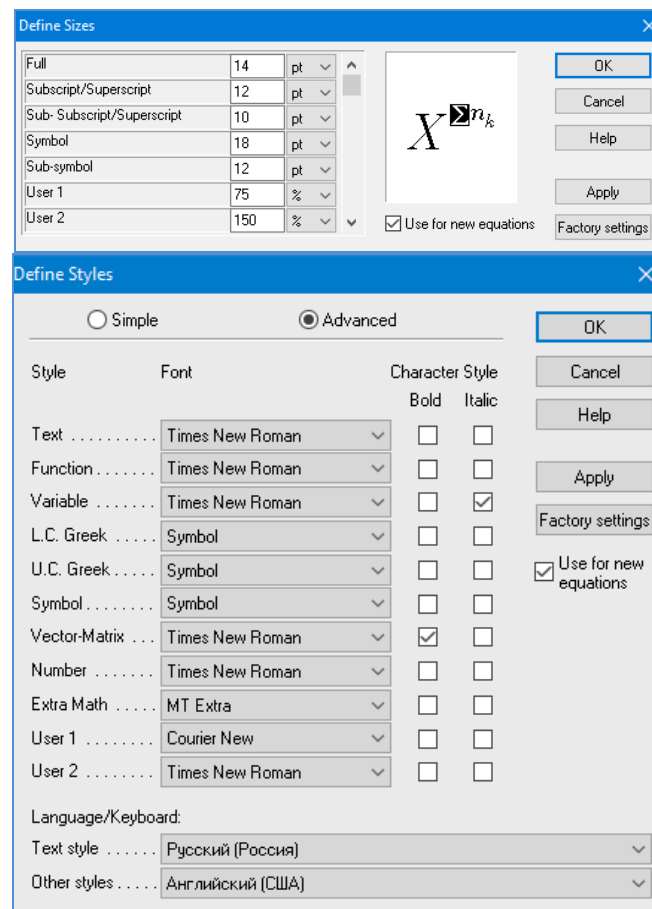 Define Sizes
Full 14 pt
Subscript/Superscript 12 pt
Sub- Subscript/Superscript 10 pt
Symbol 18 pt
Sub-symbol 12 pt
User 1 75 %
User 2 150 %
X Σ n k
Use for new equations
OK
Cancel
Help
Apply
Factory settings
Define Styles
Simple Advanced
Style Font Character Style
Bold Italic
Text . . . . . . . . . . Times New Roman
Function . . . . . . . Times New Roman
Variable . . . . . . . Times New Roman
L.C. Greek . . . . . Symbol
U.C. Greek . . . . . Symbol
Symbol . . . . . . . . Symbol
Vector-Matrix . . . Times New Roman
Number . . . . . . . Times New Roman
Extra Math . . . . . MT Extra
User 1 . . . . . . . . Courier New
User 2 . . . . . . . . Times New Roman
Language/Keyboard:
Text style . . . . . . Русский (Россия)
Other styles . . . . . Английский (США)
OK
Cancel
Help
Apply
Factory settings
Use for new
equations